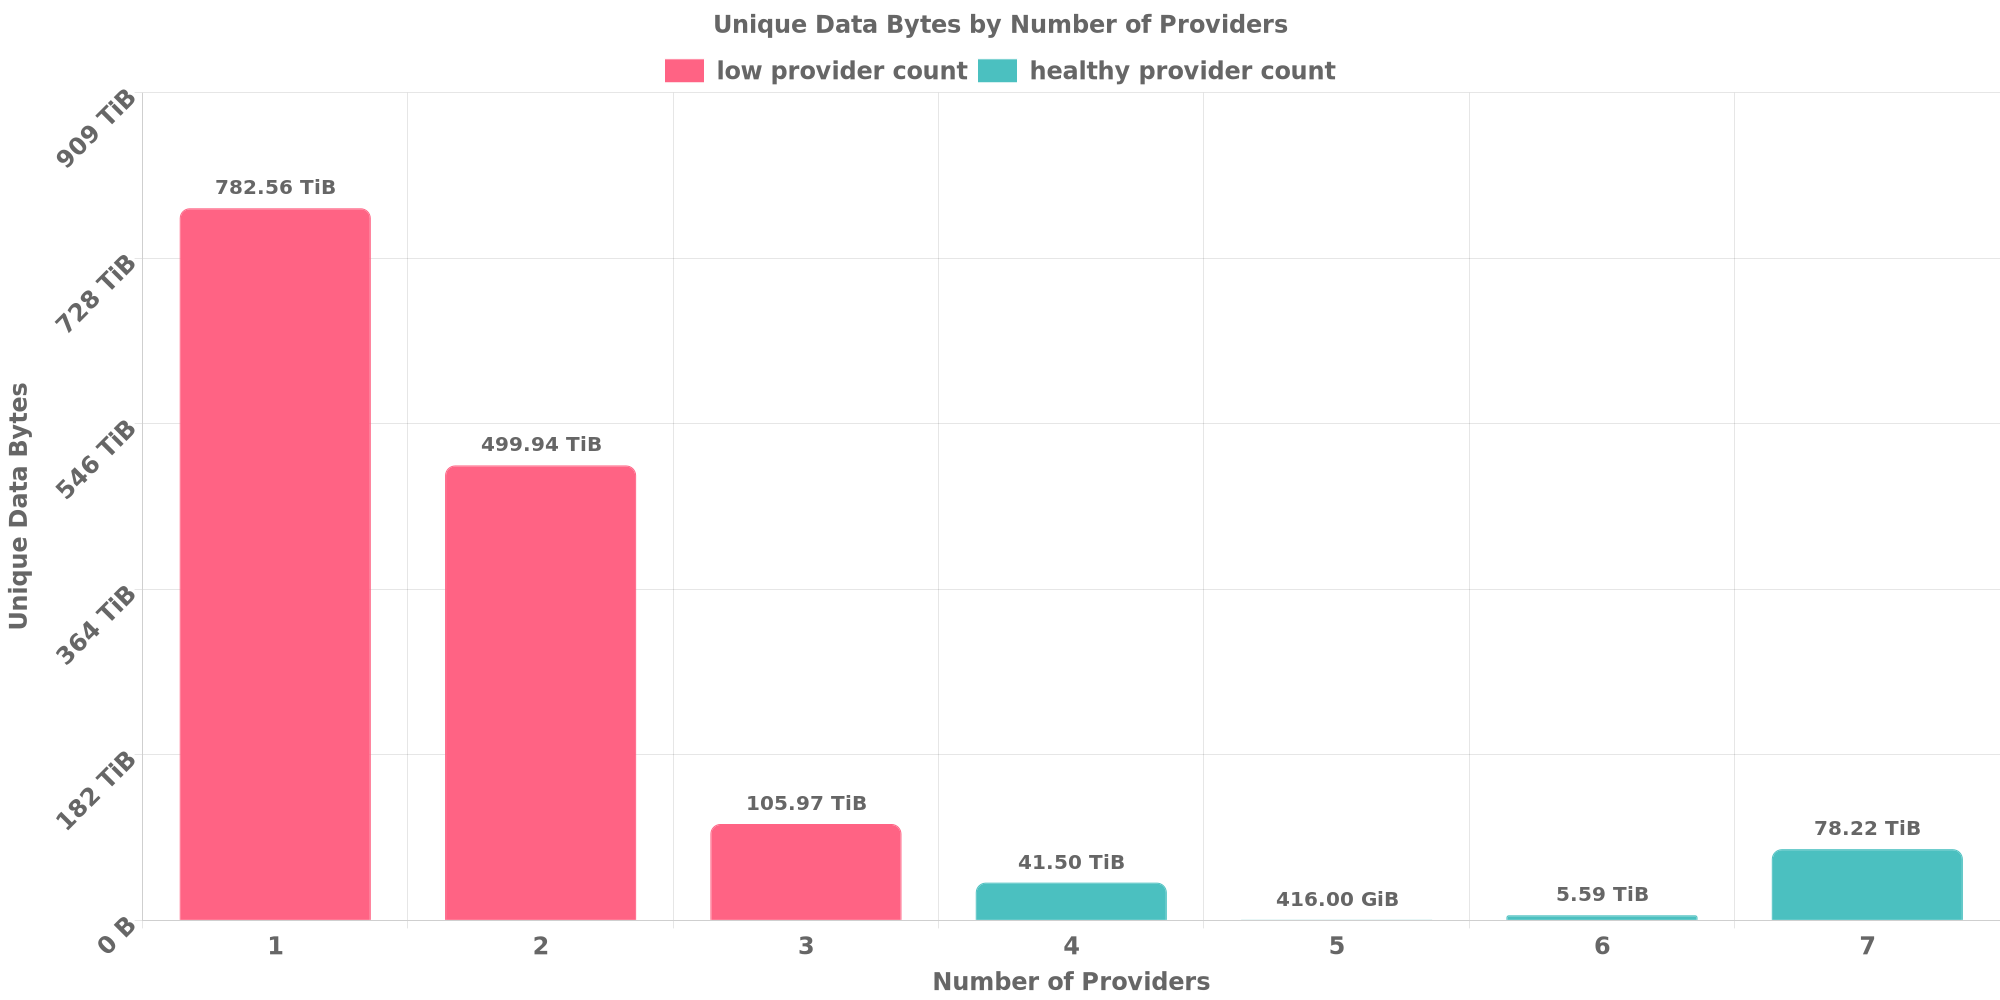 Unique Data Bytes by Number of Providers
low provider count
healthy provider count
Unique Data Bytes
909 TiB
728 TiB
546 TiB
364 TiB
182 TiB
0 B
782.56 TiB
499.94 TiB
105.97 TiB
41.50 TiB
416.00 GiB
5.59 TiB
78.22 TiB
1
2
3
4
5
6
7
Number of Providers